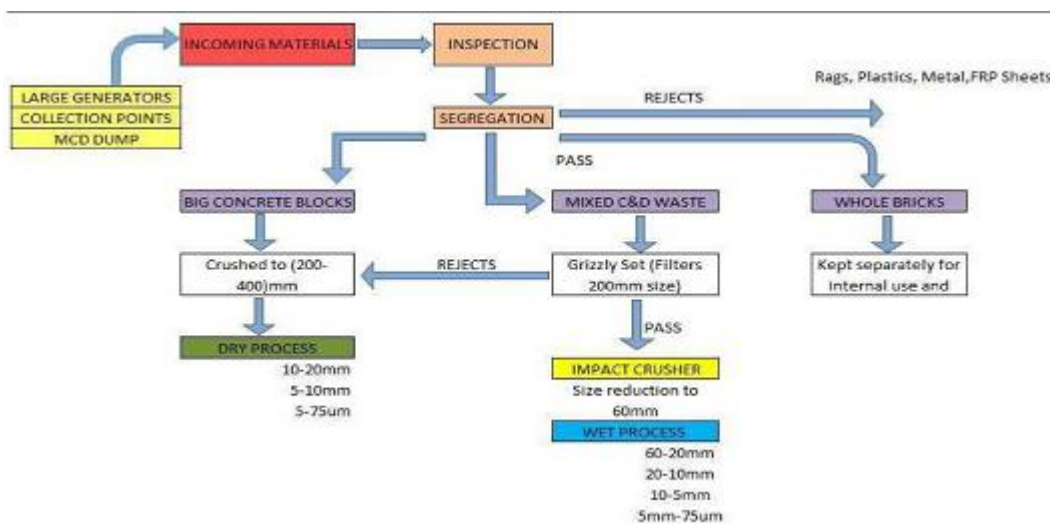 INCOMING MATERIALS
INSPECTION
LARGE GENERATORS
COLLECTION POINTS
MCD DUMP
Rags, Plastics, Metal,FRP Sheets
REJECTS
SEGREGATION
PASS
BIG CONCRETE BLOCKS
MIXED C&D WASTE
WHOLE BRICKS
Crushed to (200-
400)mm
REJECTS
Grizzly Set (Filters
200mm size)
Kept separately for
internal use and
PASS
DRY PROCESS
10-20mm
5-10mm
5-75um
IMPACT CRUSHER
Size reduction to
60mm
WET PROCESS
60-20mm
20-10mm
10-5mm
5mm-75um